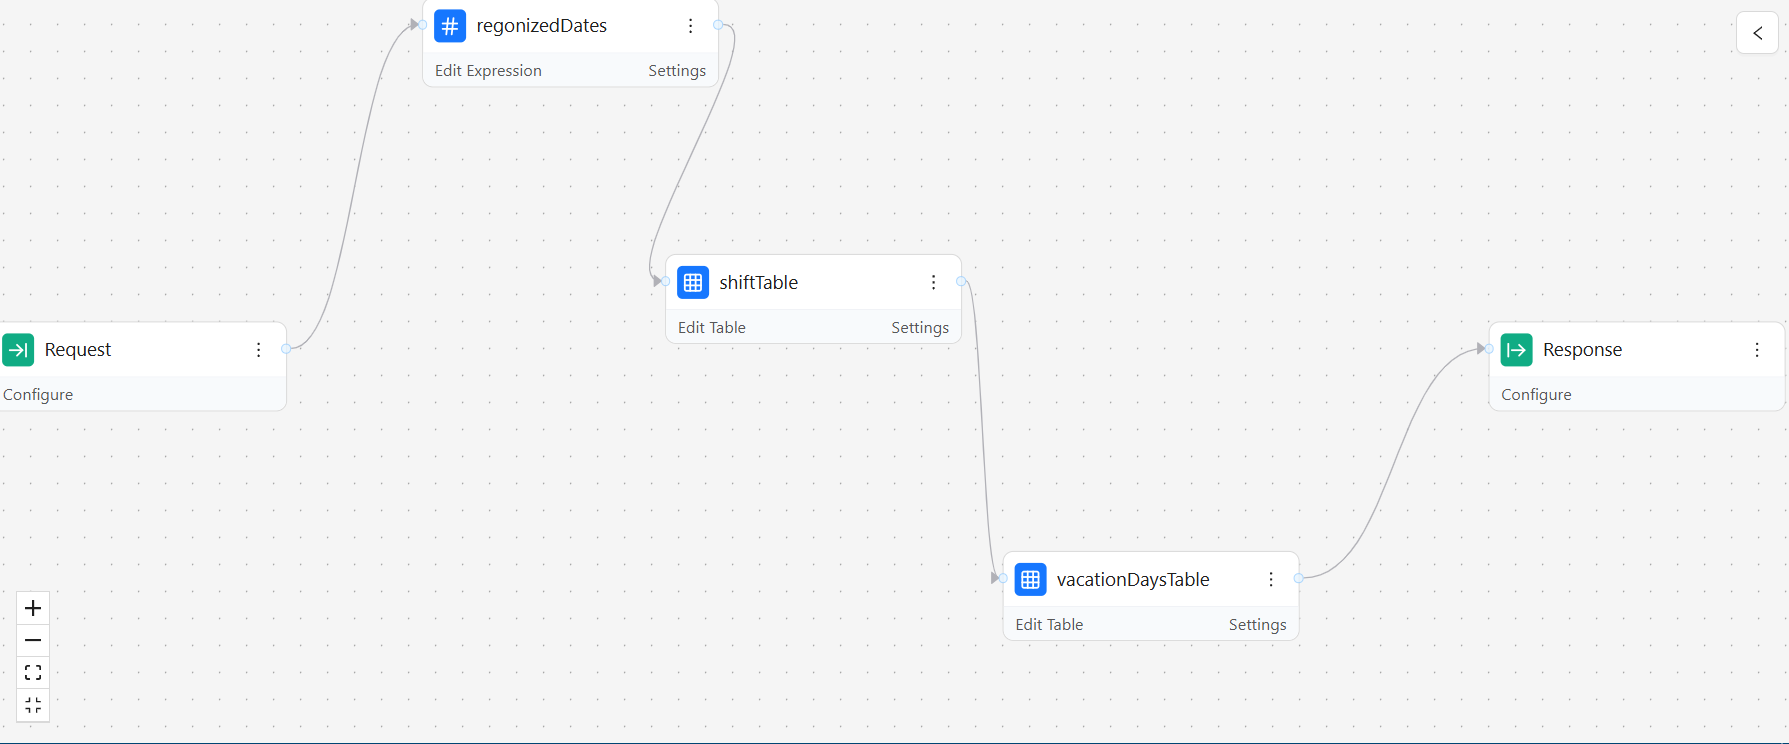 regonizedDates
Edit Expression Settings
shiftTable
Edit Table Settings
Request
Configure
Response
Configure
vacationDaysTable
Edit Table Settings